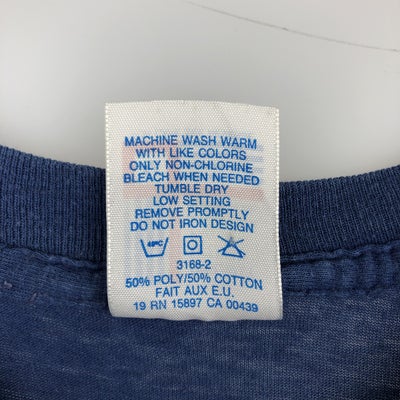 MACHINE WASH WARM
WITH LIKE COLORS
ONLY NON-CHLORINE
BLEACH WHEN NEEDED
TUMBLE DRY
LOW SETTING
REMOVE PROMPTLY
DO NOT IRON DESIGN
40°C
3168-2
50% POLY/50% COTTON
FAIT AUX E.U.
19 RN 15897 CA 00439